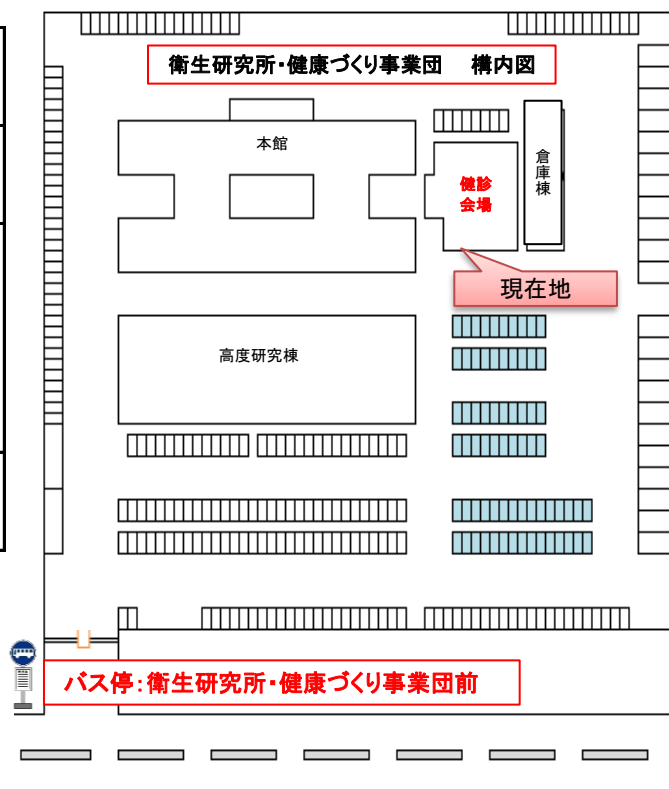 衛生研究所・健康づくり事業団　構内図
本館
倉庫棟
健診
会場
現在地
高度研究棟
バス停：衛生研究所・健康づくり事業団前